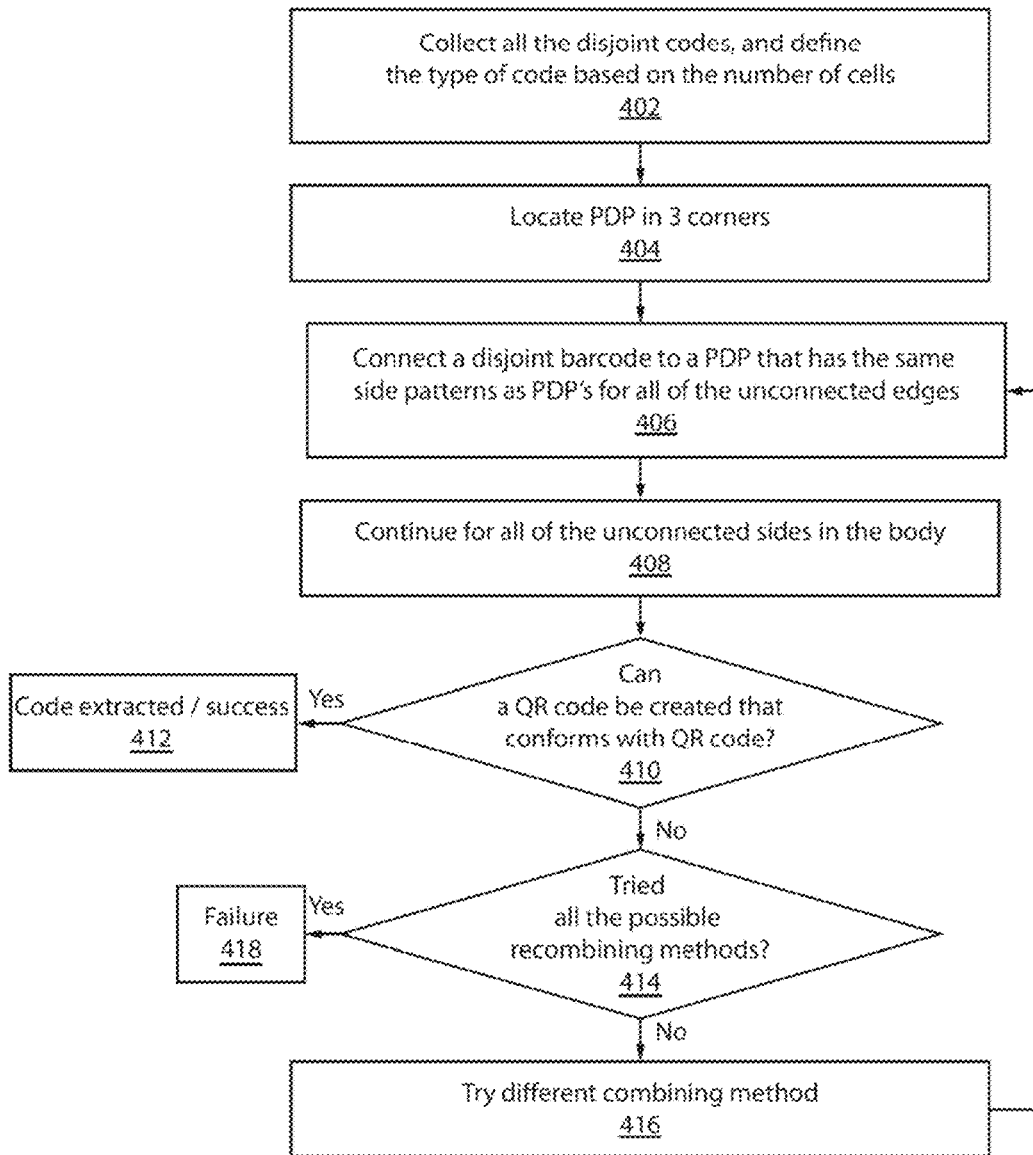 Collect all the disjoint codes, and define
the type of code based on the number of cells
402
Locate PDP in 3 corners
404
Connect a disjoint barcode to a PDP that has the same
side patterns as PDP's for all of the unconnected edges
406
Continue for all of the unconnected sides in the body
408
Can
a QR code be created that
conforms with QR code?
410
Yes
Code extracted / success
412
No
Tried
all the possible
recombining methods?
414
Yes
Failure
418
No
Try different combining method
416